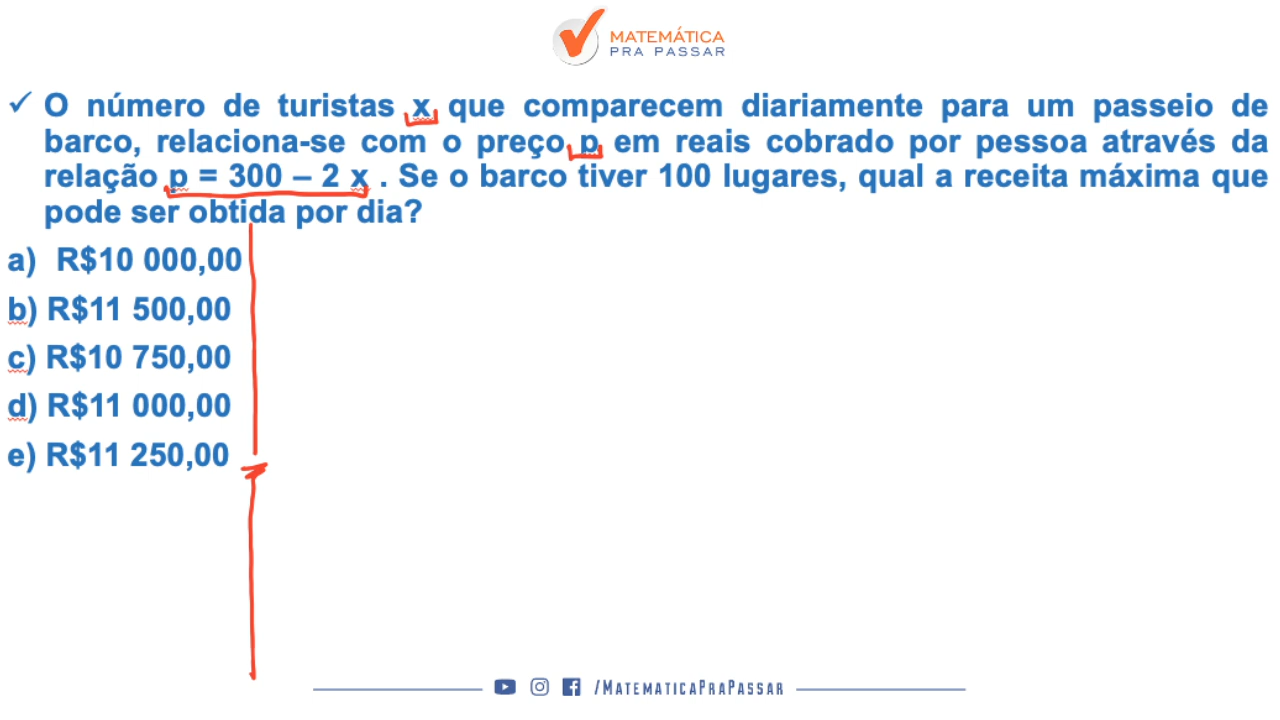 MATEMÁTICA
PRA PASSAR
✓ O número de turistas x, que comparecem diariamente para um passeio de
barco, relaciona-se com o preço p, em reais cobrado por pessoa através da
relação p = 300 – 2 x . Se o barco tiver 100 lugares, qual a receita máxima que
pode ser obtida por dia?
a) R$10 000,00
b) R$11 500,00
c) R$10 750,00
d) R$11 000,00
e) R$11 250,00
/MATEMATICAPRAPASSAR